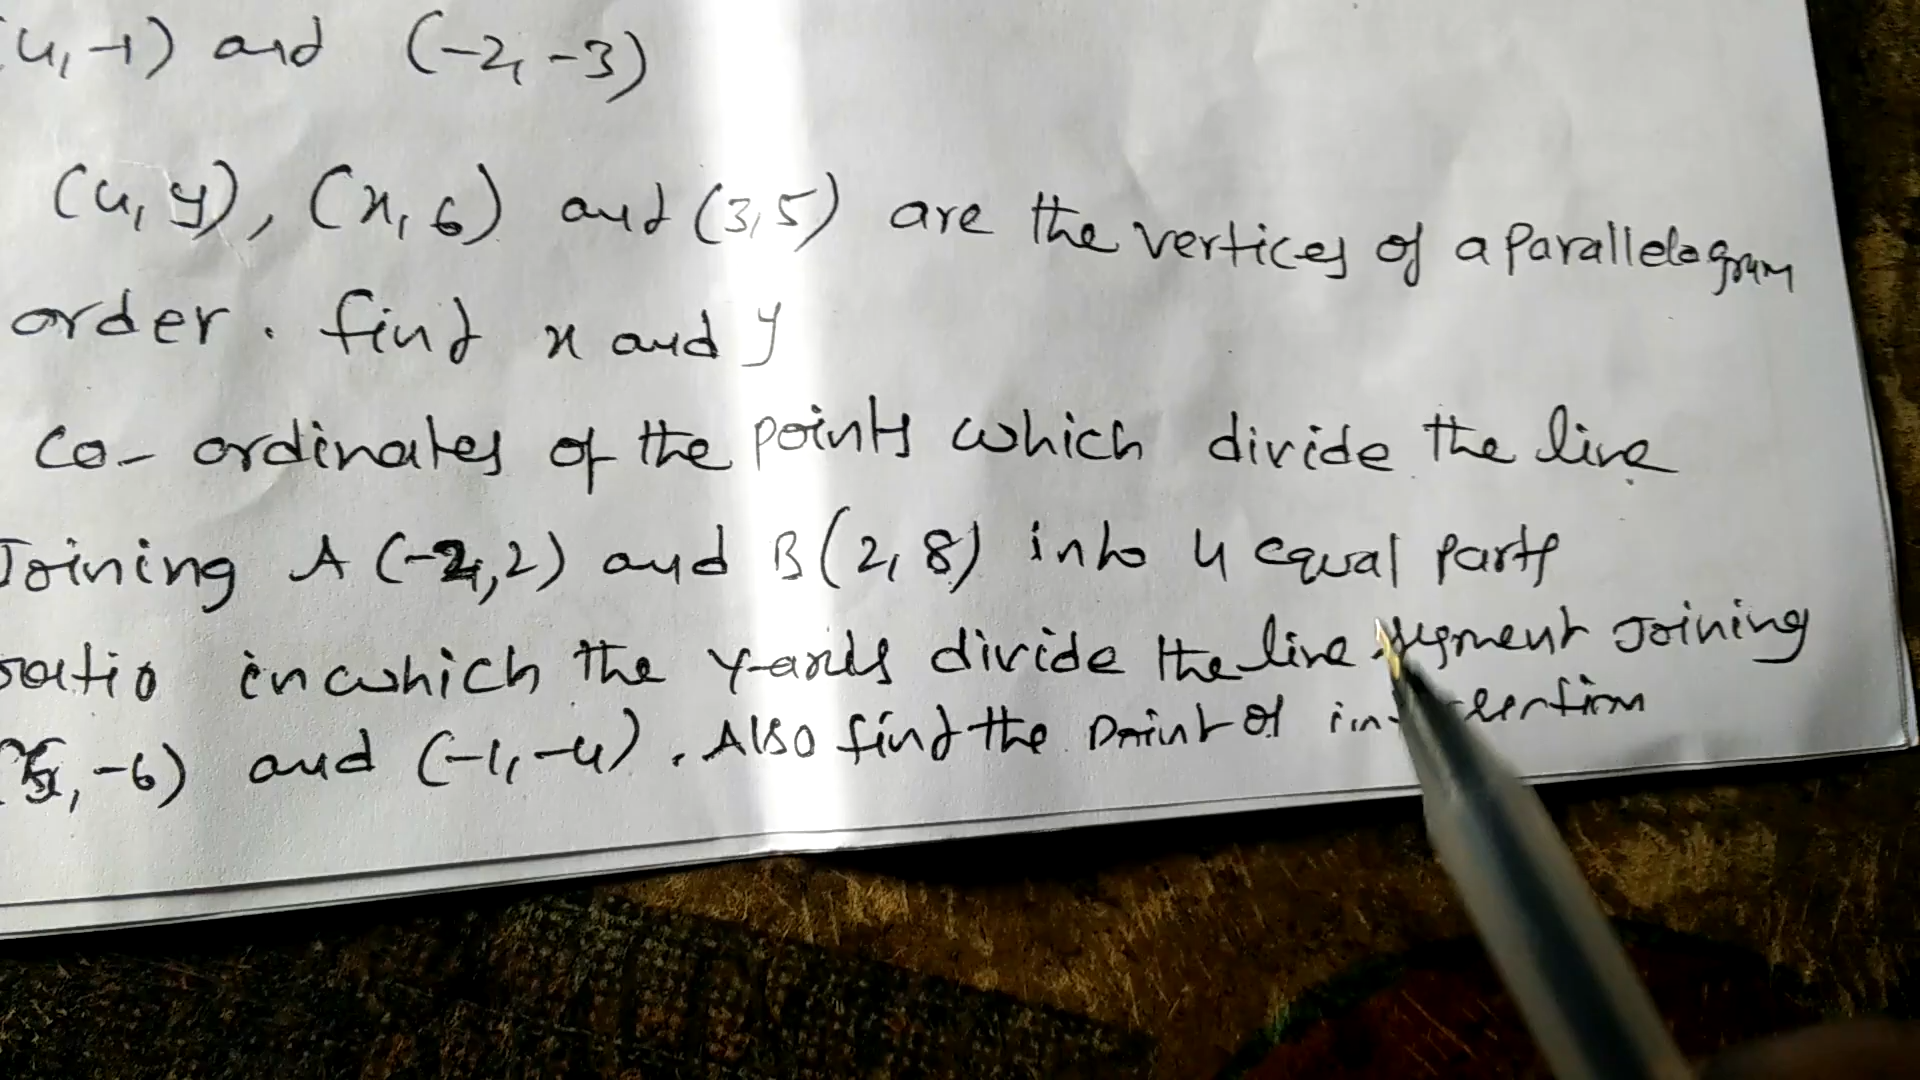 4, -1) and (-2, -3)
(4, y), (x, 6) and (3, 5) are the vertices of a parallelogram
order. find x and y
co-ordinates of the points which divide the line
Joining A (-2, 2) and B (2, 8) into 4 equal parts
ratio in which the y-axis divide the line segment Joining
, -6) and (-1, -4). Also find the point of